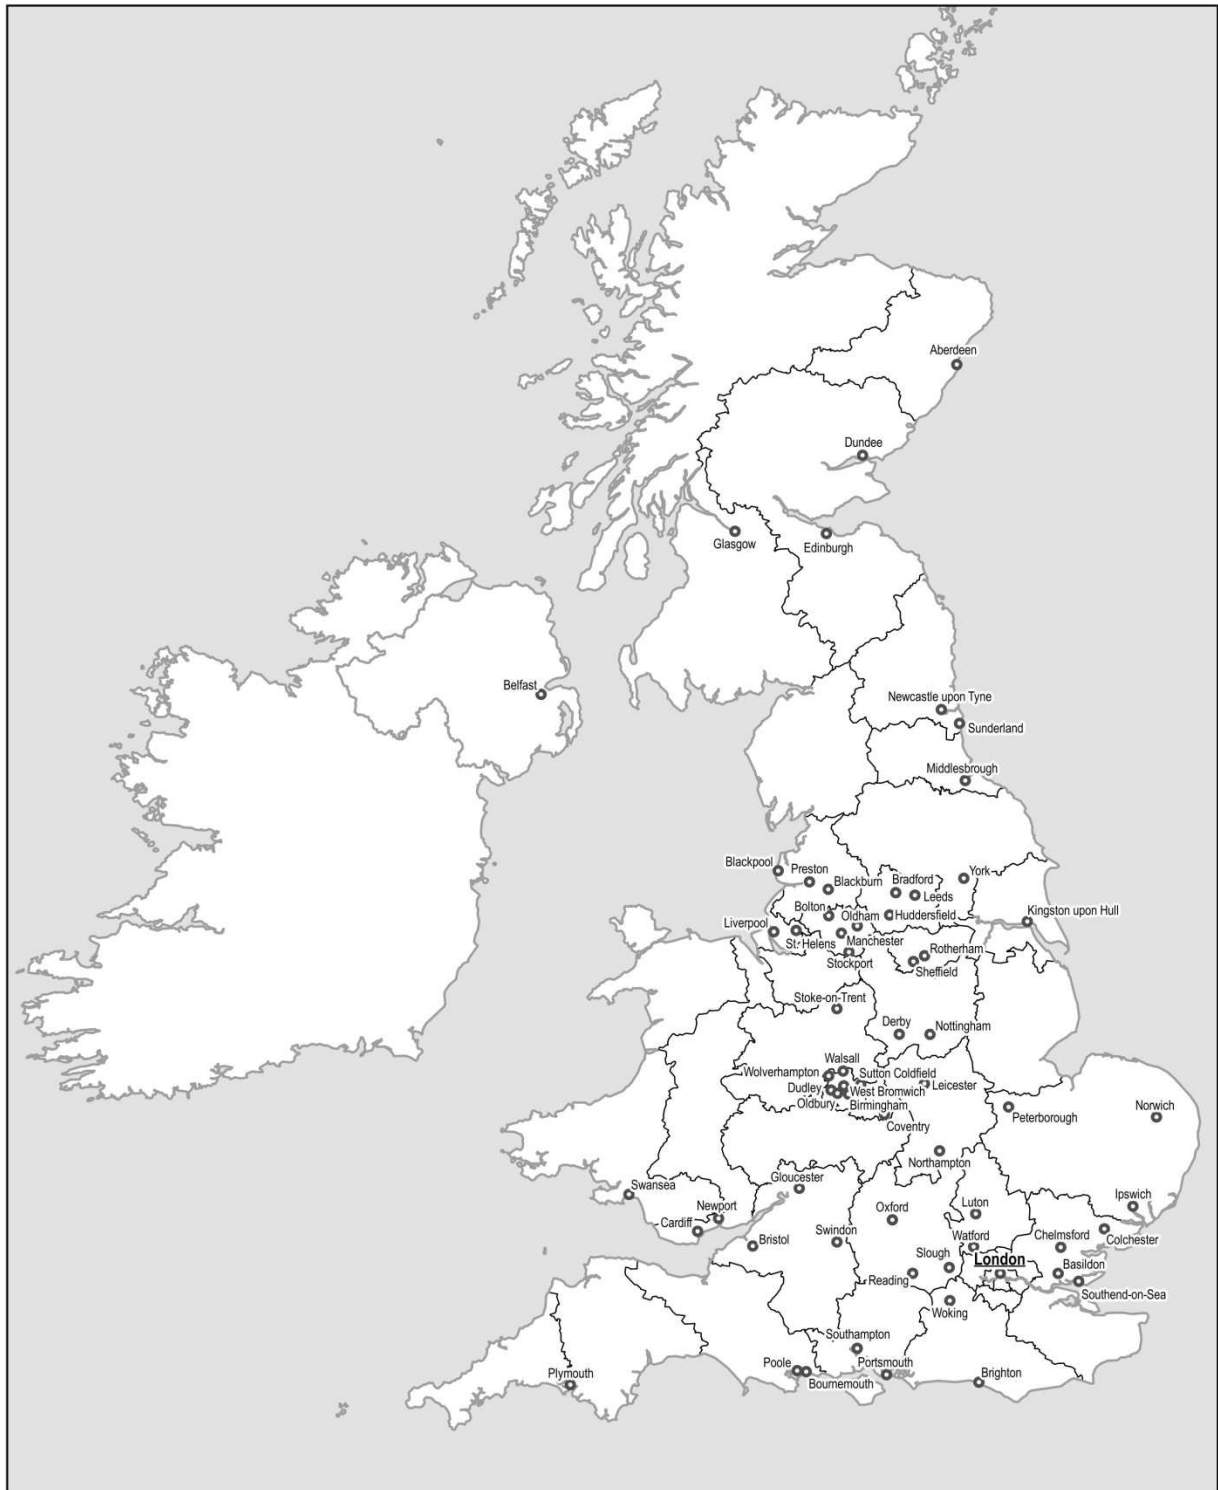 Aberdeen
Dundee
Glasgow
Edinburgh
Belfast
Newcastle upon Tyne
Sunderland
Middlesbrough
Blackpool
Preston
Blackburn
Bradford
Leeds
York
Bolton
Oldham
Huddersfield
Kingston upon Hull
Liverpool
St. Helens
Manchester
Stockport
Rotherham
Sheffield
Stoke-on-Trent
Derby
Nottingham
Walsall
Wolverhampton
Sutton Coldfield
Dudley
West Bromwich
Leicester
Oldbury
Birmingham
Coventry
Peterborough
Norwich
Northampton
Gloucester
Swansea
Newport
Cardiff
Bristol
Swindon
Oxford
Luton
Ipswich
Watford
Chelmsford
Colchester
Slough
London
Basildon
Reading
Southend-on-Sea
Woking
Southampton
Portsmouth
Poole
Bournemouth
Brighton
Plymouth